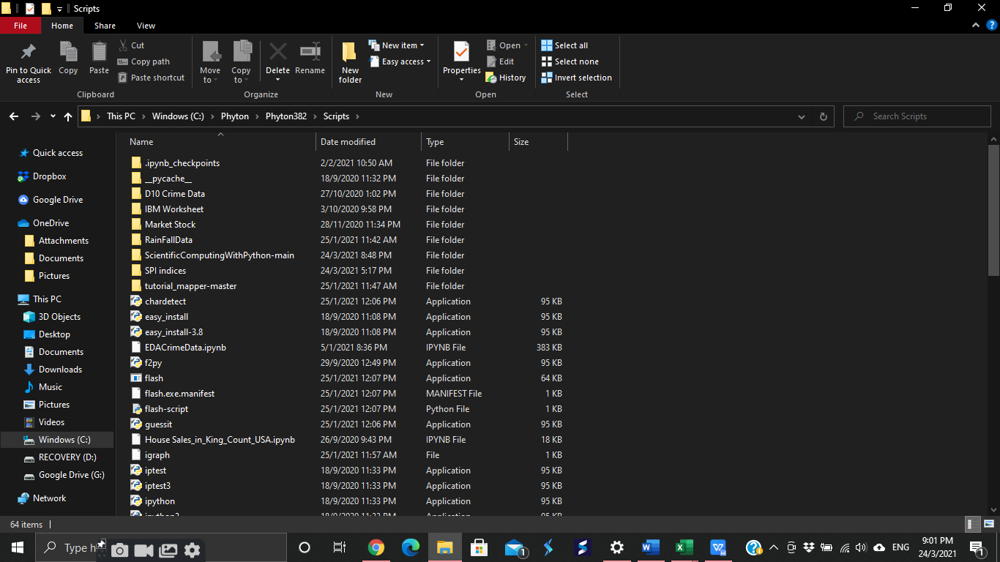 Scripts
File Home Share View
Pin to Quick access
Copy
Paste
Cut
Copy path
Paste shortcut
Clipboard
Move to
Copy to
Delete
Rename
Organize
New folder
New item
Easy access
New
Properties
Open
Edit
History
Open
Select all
Select none
Invert selection
Select
This PC > Windows (C:) > Phyton > Phyton382 > Scripts >
Search Scripts
Quick access
Dropbox
Google Drive
OneDrive
Attachments
Documents
Pictures
This PC
3D Objects
Desktop
Documents
Downloads
Music
Pictures
Videos
Windows (C:)
RECOVERY (D:)
Google Drive (G:)
Network
Name Date modified Type Size
.ipynb_checkpoints 2/2/2021 10:50 AM File folder
__pycache__ 18/9/2020 11:32 PM File folder
D10 Crime Data 27/10/2020 1:02 PM File folder
IBM Worksheet 3/10/2020 9:58 PM File folder
Market Stock 28/11/2020 11:34 PM File folder
RainFallData 25/1/2021 11:42 AM File folder
ScientificComputingWithPython-main 24/3/2021 8:48 PM File folder
SPI indices 24/3/2021 5:17 PM File folder
tutorial_mapper-master 25/1/2021 11:47 AM File folder
chardetect 25/1/2021 12:06 PM Application 95 KB
easy_install 18/9/2020 11:08 PM Application 95 KB
easy_install-3.8 18/9/2020 11:08 PM Application 95 KB
EDACrimeData.ipynb 5/1/2021 8:36 PM IPYNB File 383 KB
f2py 29/9/2020 12:49 PM Application 95 KB
flash 25/1/2021 12:07 PM Application 64 KB
flash.exe.manifest 25/1/2021 12:07 PM MANIFEST File 1 KB
flash-script 25/1/2021 12:07 PM Python File 1 KB
guessit 25/1/2021 12:06 PM Application 95 KB
House Sales_in_King_Count_USA.ipynb 26/9/2020 9:43 PM IPYNB File 18 KB
igraph 25/1/2021 11:57 AM File 1 KB
iptest 18/9/2020 11:33 PM Application 95 KB
iptest3 18/9/2020 11:33 PM Application 95 KB
ipython 18/9/2020 11:33 PM Application 95 KB
64 items
Type h
1
ENG
9:01 PM
24/3/2021
1